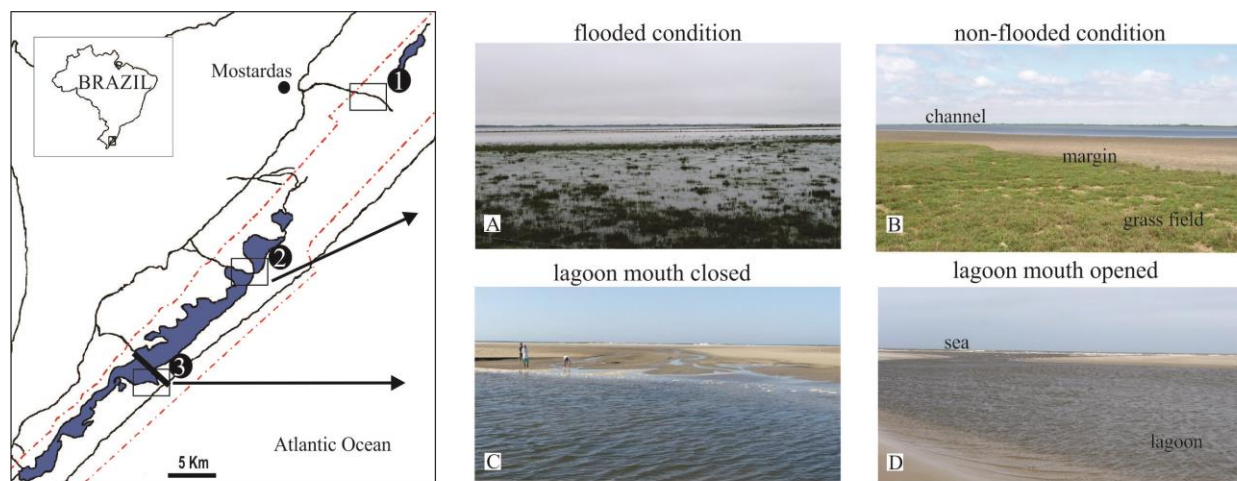 BRAZIL
Mostardas
1
2
3
Atlantic Ocean
5 Km
flooded condition
A
non-flooded condition
channel
margin
grass field
B
lagoon mouth closed
C
lagoon mouth opened
sea
lagoon
D